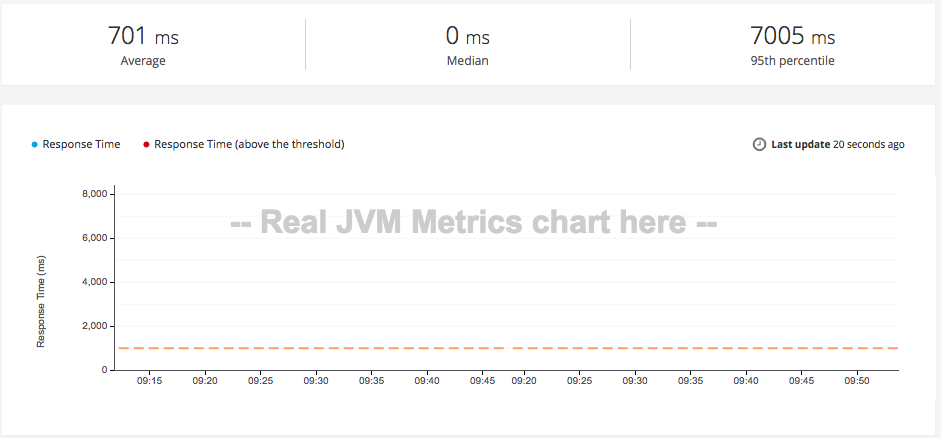 701 ms 0 ms 7005 ms
Average Median 95th percentile
Response Time Response Time (above the threshold) Last update 20 seconds ago
8,000
-- Real JVM Metrics chart here --
6,000
4,000
2,000
0
Response Time (ms)
09:15 09:20 09:25 09:30 09:35 09:40 09:45 09:20 09:25 09:30 09:35 09:40 09:45 09:50